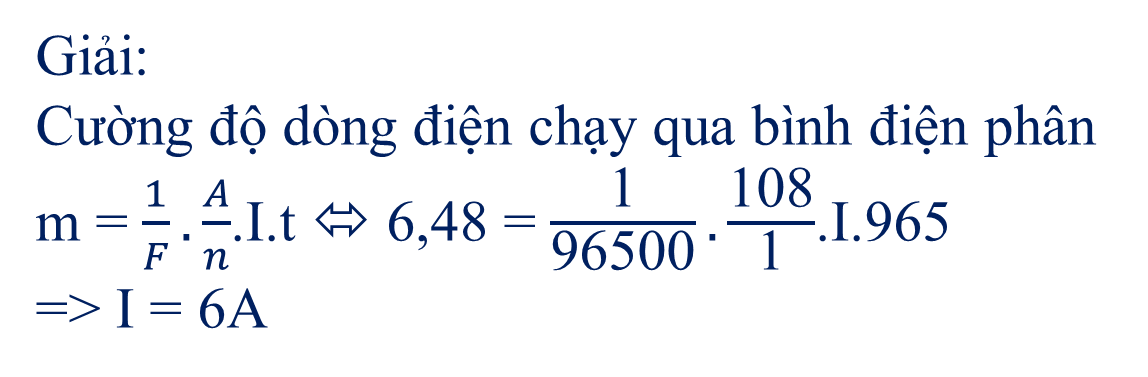 Giải:
Cường độ dòng điện chạy qua bình điện phân
m = 1/F . A/n .I.t ⇔ 6,48 = 1/96500 . 108/1 .I.965
=> I = 6A